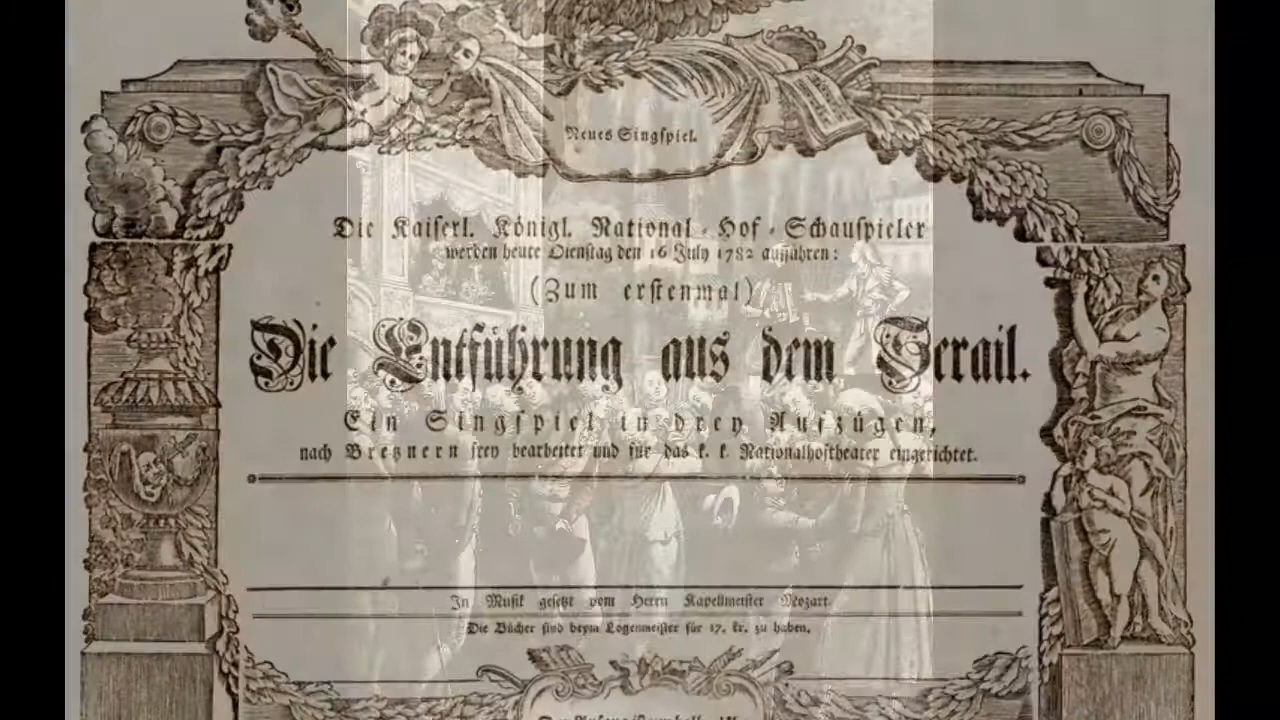 Neues Singspiel.
Die Kaiserl. Königl. National-Hof-Schauspieler
werden heute Dienstag den 16 July 1782 aufführen:
(Zum erstenmal)
Die Entführung aus dem Serail.
Ein Singspiel in drey Aufzügen,
nach Bretznern frey bearbeitet und für das k. k. Nationalhoftheater eingerichtet.
In Musik gesetzt vom Herrn Kapellmeister Mozart.
Die Bücher sind beym Logenmeister für 17. kr. zu haben.